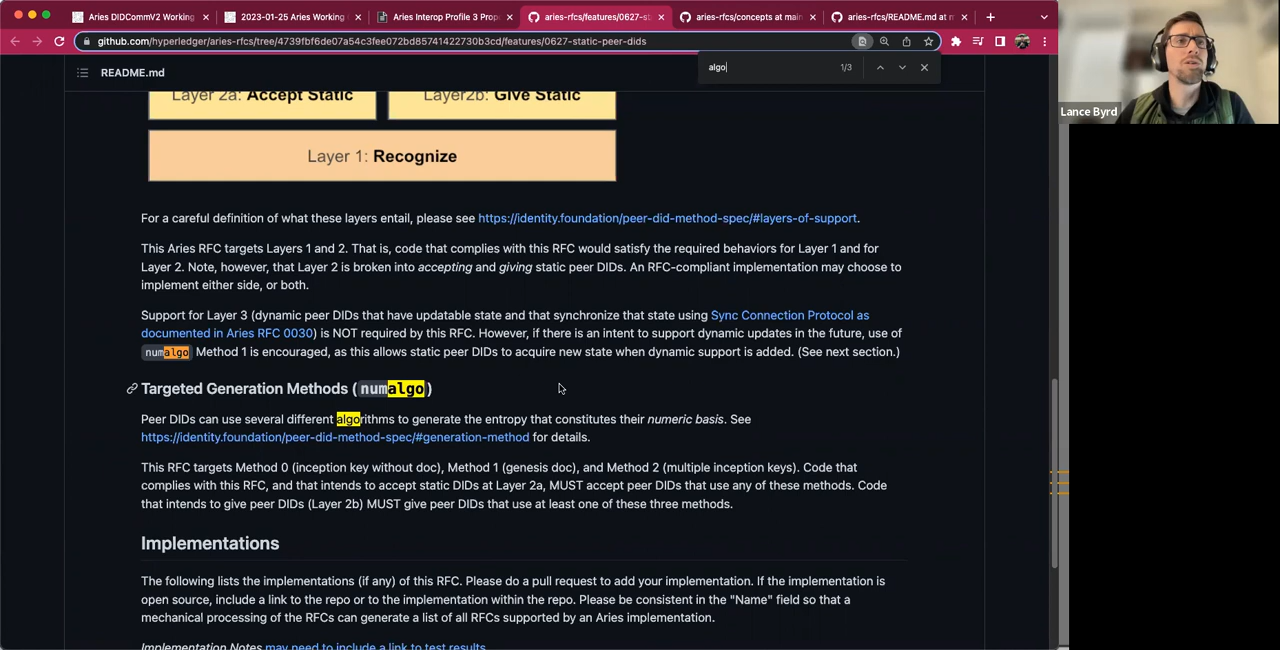 Aries DIDCommV2 Working
2023-01-25 Aries Working
Aries Interop Profile 3 Prop
aries-rfcs/features/0627-st
aries-rfcs/concepts at main
aries-rfcs/README.md at m
github.com/hyperledger/aries-rfcs/tree/4739fbf6de07a54c3fee072bd85741422730b3cd/features/0627-static-peer-dids
algo
1/3
README.md
Lance Byrd
Layer 2a: Accept Static
Layer2b: Give Static
Layer 1: Recognize
For a careful definition of what these layers entail, please see https://identity.foundation/peer-did-method-spec/#layers-of-support.
This Aries RFC targets Layers 1 and 2. That is, code that complies with this RFC would satisfy the required behaviors for Layer 1 and for
Layer 2. Note, however, that Layer 2 is broken into accepting and giving static peer DIDs. An RFC-compliant implementation may choose to
implement either side, or both.
Support for Layer 3 (dynamic peer DIDs that have updatable state and that synchronize that state using Sync Connection Protocol as
documented in Aries RFC 0030) is NOT required by this RFC. However, if there is an intent to support dynamic updates in the future, use of
numalgo Method 1 is encouraged, as this allows static peer DIDs to acquire new state when dynamic support is added. (See next section.)
Targeted Generation Methods (numalgo)
Peer DIDs can use several different algorithms to generate the entropy that constitutes their numeric basis. See
https://identity.foundation/peer-did-method-spec/#generation-method for details.
This RFC targets Method 0 (inception key without doc), Method 1 (genesis doc), and Method 2 (multiple inception keys). Code that
complies with this RFC, and that intends to accept static DIDs at Layer 2a, MUST accept peer DIDs that use any of these methods. Code
that intends to give peer DIDs (Layer 2b) MUST give peer DIDs that use at least one of these three methods.
Implementations
The following lists the implementations (if any) of this RFC. Please do a pull request to add your implementation. If the implementation is
open source, include a link to the repo or to the implementation within the repo. Please be consistent in the "Name" field so that a
mechanical processing of the RFCs can generate a list of all RFCs supported by an Aries implementation.
Implementation Notes may need to include a link to test results.